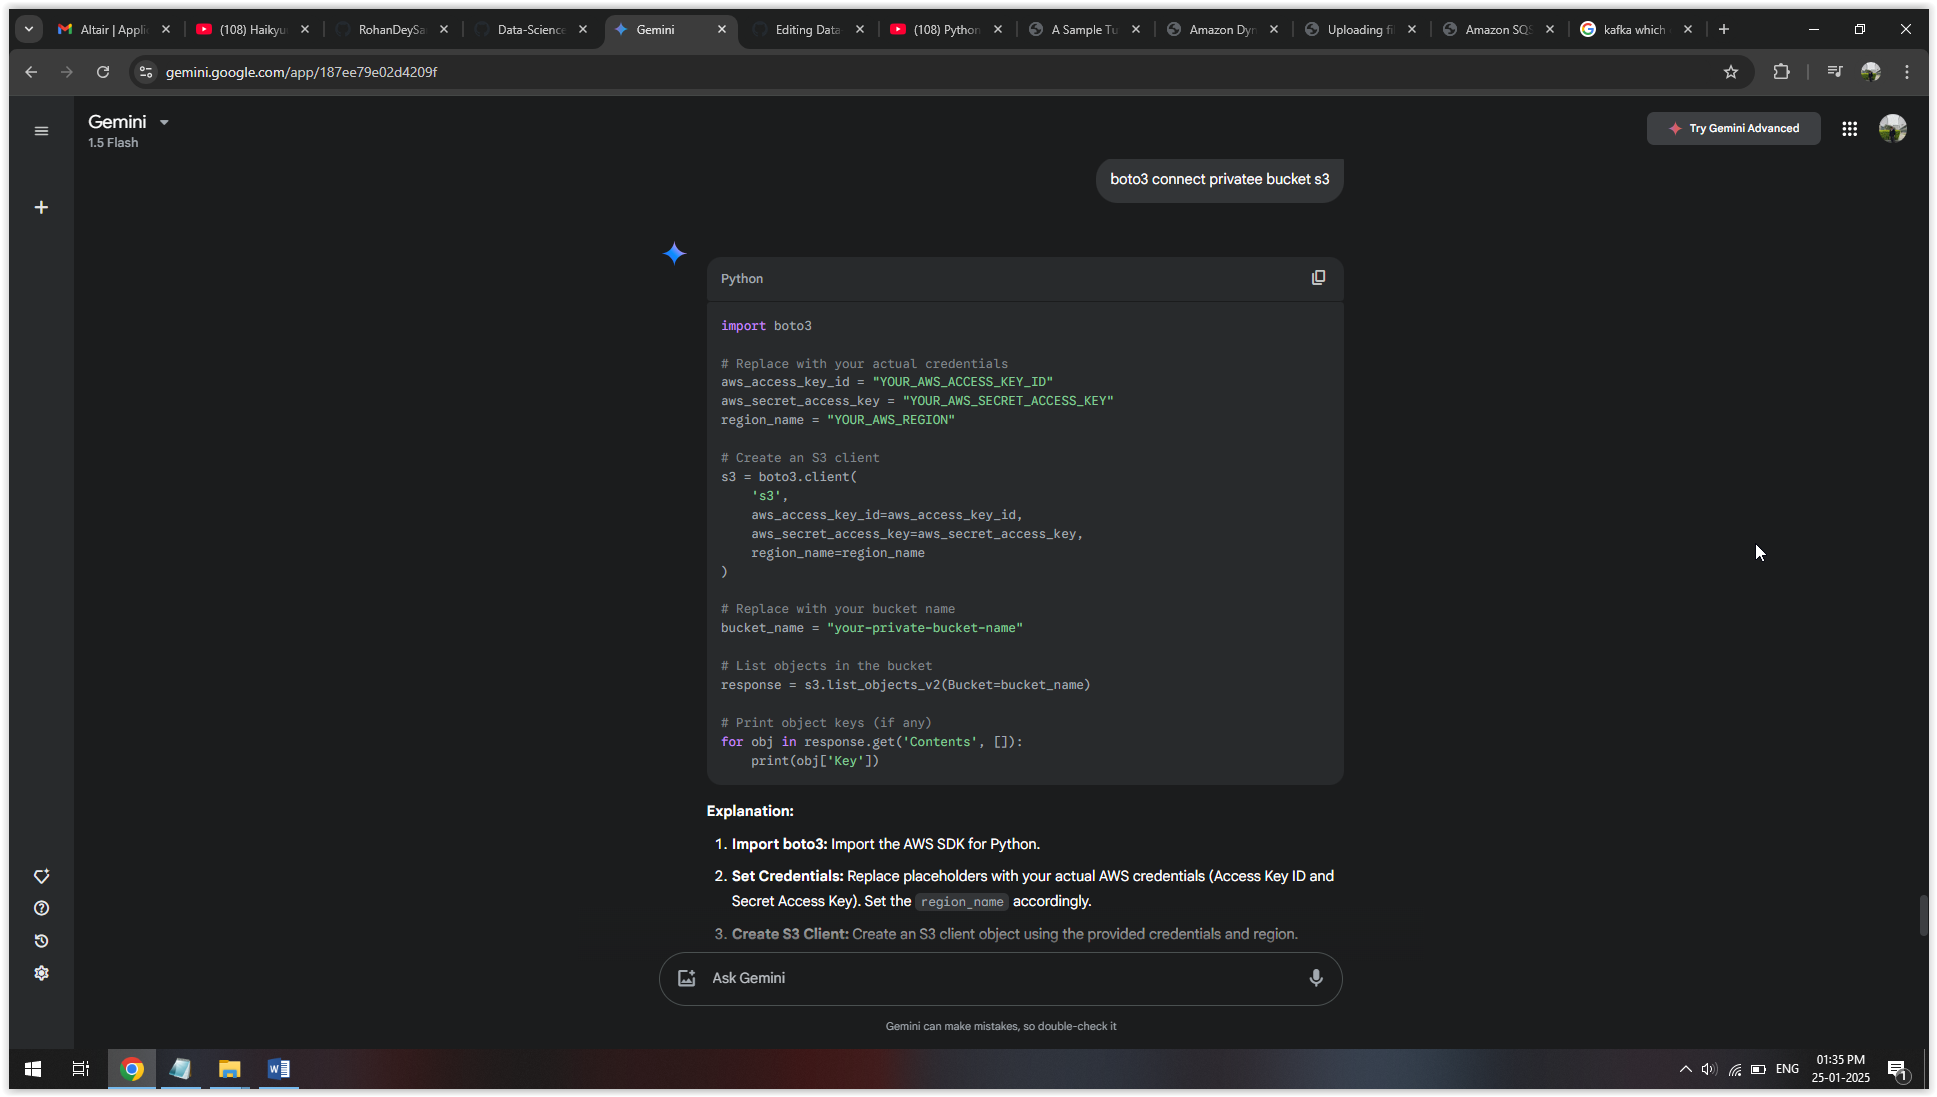 Altair | Applic
(108) Haikyu
RohanDeySa
Data-Science
Gemini
Editing Data
(108) Python
A Sample Tu
Amazon Dyn
Uploading fi
Amazon SQS
kafka which
gemini.google.com/app/187ee79e02d4209f
Gemini
1.5 Flash
Try Gemini Advanced
boto3 connect privatee bucket s3
Python
import boto3
# Replace with your actual credentials
aws_access_key_id = "YOUR_AWS_ACCESS_KEY_ID"
aws_secret_access_key = "YOUR_AWS_SECRET_ACCESS_KEY"
region_name = "YOUR_AWS_REGION"
# Create an S3 client
s3 = boto3.client(
    's3',
    aws_access_key_id=aws_access_key_id,
    aws_secret_access_key=aws_secret_access_key,
    region_name=region_name
)
# Replace with your bucket name
bucket_name = "your-private-bucket-name"
# List objects in the bucket
response = s3.list_objects_v2(Bucket=bucket_name)
# Print object keys (if any)
for obj in response.get('Contents', []):
    print(obj['Key'])
Explanation:
1. Import boto3: Import the AWS SDK for Python.
2. Set Credentials: Replace placeholders with your actual AWS credentials (Access Key ID and
Secret Access Key). Set the region_name accordingly.
3. Create S3 Client: Create an S3 client object using the provided credentials and region.
Ask Gemini
Gemini can make mistakes, so double-check it
ENG
01:35 PM
25-01-2025
1